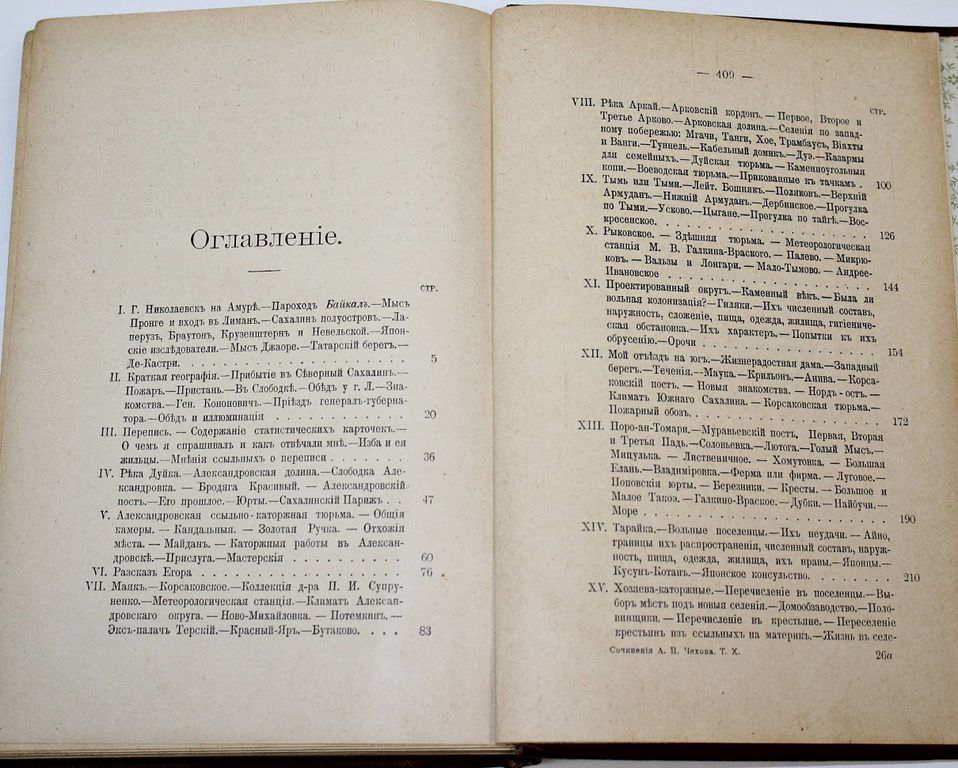 Оглавленіе.
СТР.
I. Г. Николаевск на Амурѣ.—Пароходъ Байкалъ.—Мысъ
Пронге и входъ въ Лиманъ.—Сахалинъ полуостровъ.—Ла-
перузъ, Браутонъ, Крузенштернъ и Невельской.—Япон-
скіе изслѣдователи.—Мысъ Джаоре.—Татарскій берегъ.—
Де-Кастри. . . . . . . . . . . . . . . . 5
II. Краткая географія.—Прибытіе въ Сѣверный Сахалинъ.—
Пожаръ.—Пристань.—Въ Слободкѣ.—Обѣдъ у г. Л.—Зна-
комства.—Ген. Кононовичъ.—Пріѣздъ генералъ-губерна-
тора.—Обѣдъ и иллюминація . . . . . . . . . . 20
III. Перепись. — Содержаніе статистическихъ карточекъ.—
О чемъ я спрашивалъ и какъ отвѣчали мнѣ.—Изба и ея
жильцы.—Мнѣнія ссыльныхъ о переписи . . . . . . 36
IV. Рѣка Дуйка.—Александровская долина.—Слободка Але-
ксандровка. — Бродяга Красивый. — Александровскій
постъ.—Его прошлое.—Юрты.—Сахалинскій Парижъ . . 47
V. Александровская ссыльно-каторжная тюрьма. — Общія
камеры. — Кандальныя. — Золотая Ручка. — Отхожія
мѣста. — Майданъ. — Каторжныя работы въ Алексан-
дровскѣ.—Прислуга.—Мастерскія . . . . . . . . 60
VI. Разсказъ Егора . . . . . . . . . . . . . . 76
VII. Маякъ.—Корсаковское.—Коллекція д-ра П. И. Супру-
ненко.—Метеорологическая станція.—Климатъ Алексан-
дровскаго округа. — Ново-Михайловка. — Потемкинъ. —
Эксъ-палачъ Терскій.—Красный-Яръ.—Бутаково. . . . 83
— 409 —
СТР.
VIII. Рѣка Аркай.—Арковскій кордонъ. — Первое, Второе и
Третье Арково.—Арковская долина.—Селенія по запад-
ному побережью: Мгачи, Танги, Хое, Трамбаусъ, Віахты
и Ванги.—Туннель.—Кабельный домикъ.—Дуэ.—Казармы
для семейныхъ.—Дуйская тюрьма.—Каменноугольныя
копи.—Воеводская тюрьма.—Прикованные къ тачкамъ . 100
IX. Тымь или Тыми.—Лейт. Бошнякъ.—Поляковъ.—Верхній
Армуданъ.—Нижній Армуданъ.—Дербинское.—Прогулка
по Тыми.—Усково.—Цыгане.—Прогулка по тайгѣ.—Вос-
кресенское. . . . . . . . . . . . . . . . 126
X. Рыковское. — Здѣшняя тюрьма. — Метеорологическая
станція М. В. Галкина-Враского. — Палево. — Микрю-
ковъ. — Вальзы и Лонгари. — Мало-Тымово. — Андрее-
Ивановское . . . . . . . . . . . . . . . . 144
XI. Проектированный округъ.—Каменный вѣкъ.—Была ли
вольная колонизація?—Гиляки.—Ихъ численный составъ,
наружность, сложеніе, пища, одежда, жилища, гигіениче-
ская обстановка.—Ихъ характеръ.— Попытки къ ихъ
обрусенію.—Орочи . . . . . . . . . . . . . . 154
XII. Мой отъѣздъ на югъ.—Жизнерадостная дама.—Западный
берегъ.—Теченія.—Маука.—Крильонъ.—Анива.—Корса-
ковскій постъ. — Новыя знакомства. — Нордъ-остъ. —
Климатъ Южнаго Сахалина. — Корсаковская тюрьма.—
Пожарный обозъ. . . . . . . . . . . . . . . 172
XIII. Поро-ан-Томари.—Муравьевскій постъ, Первая, Вторая
и Третья Падь.—Соловьевка.—Лютога.—Голый Мысъ.—
Мицулька. — Лиственичное. — Хомутовка. — Большая
Елань.—Владиміровка.—Ферма или фирма.—Луговое.—
Поповскія юрты. — Березники. — Кресты. — Большое и
Малое Такоэ. — Галкино-Враское. — Дубки. — Найбучи.—
Море . . . . . . . . . . . . . . . . . . 190
XIV. Тарайка.—Вольные поселенцы.—Ихъ неудачи. — Айно,
границы ихъ распространенія, численный составъ, наруж-
ность, пища, одежда, жилища, ихъ нравы.—Японцы.—
Кусунъ-Котанъ.—Японское консульство. . . . . . . 210
XV. Хозяева-каторжные.—Перечисленіе въ поселенцы.—Вы-
боръ мѣстъ подъ новыя селенія.—Домообзаводство.—Поло-
винщики. — Перечисленіе въ крестьяне. — Переселеніе
крестьянъ изъ ссыльныхъ на материкъ.—Жизнь въ селе-
Сочиненія А. П. Чехова. Т. X. 26а